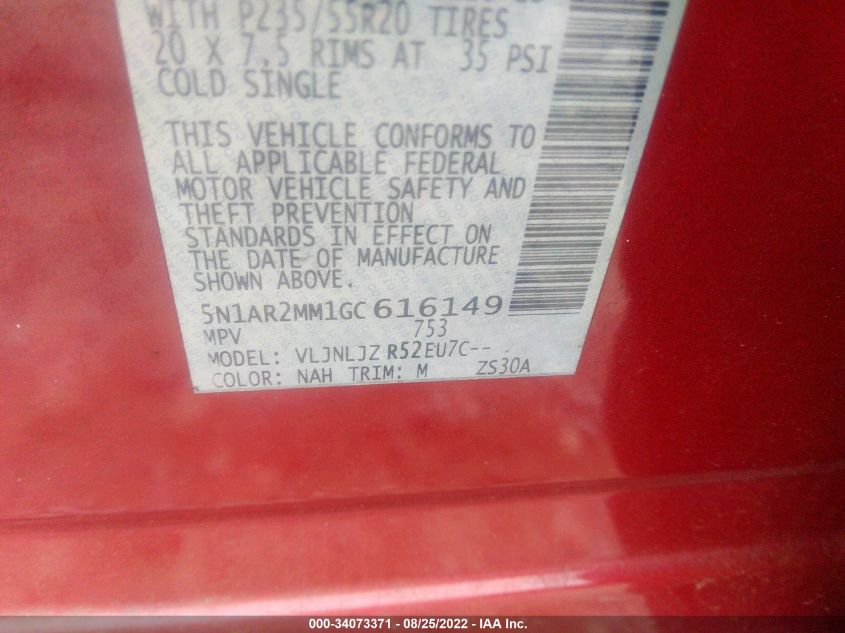 WITH P235/55R20 TIRES
20 X 7.5 RIMS AT 35 PSI
COLD SINGLE
THIS VEHICLE CONFORMS TO
ALL APPLICABLE FEDERAL
MOTOR VEHICLE SAFETY AND
THEFT PREVENTION
STANDARDS IN EFFECT ON
THE DATE OF MANUFACTURE
SHOWN ABOVE.
5N1AR2MM1GC616149
MPV 753
MODEL: VLJNLJZ R52EU7C--
COLOR: NAH TRIM: M ZS30A
000-34073371 - 08/25/2022 - IAA Inc.